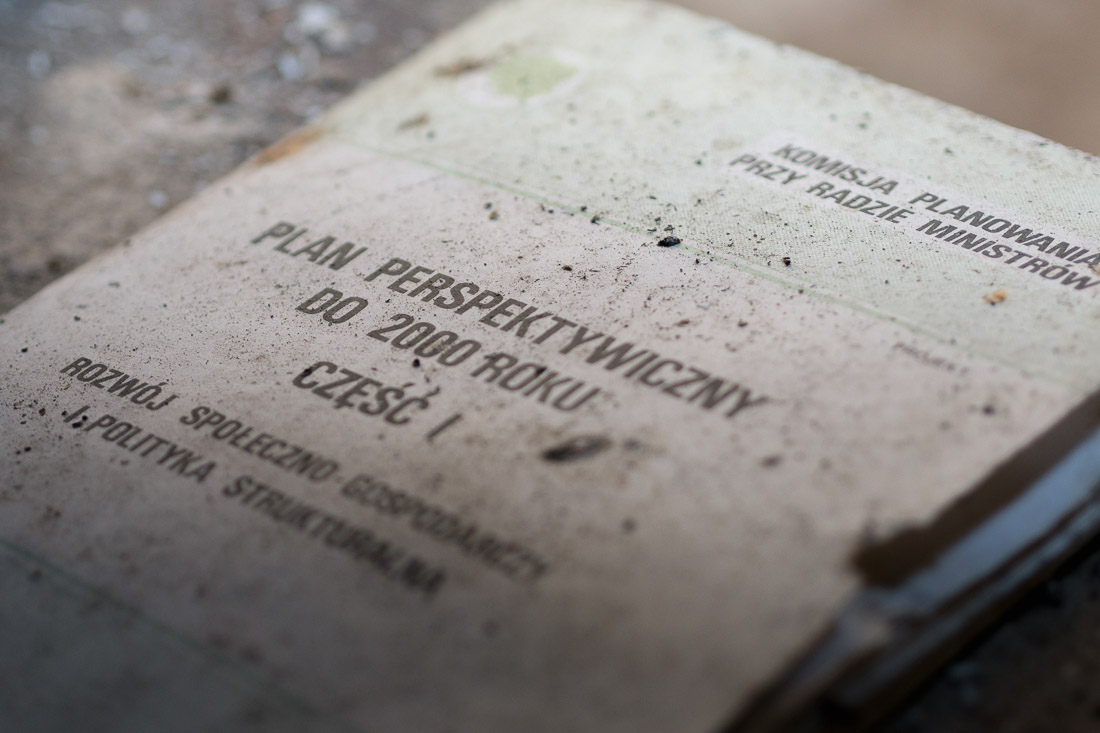 KOMISJA PLANOWANIA
PRZY RADZIE MINISTRÓW
PLAN PERSPEKTYWICZNY
DO 2000 ROKU
CZĘŚĆ I
ROZWÓJ SPOŁECZNO GOSPODARCZY
I POLITYKA STRUKTURALNA